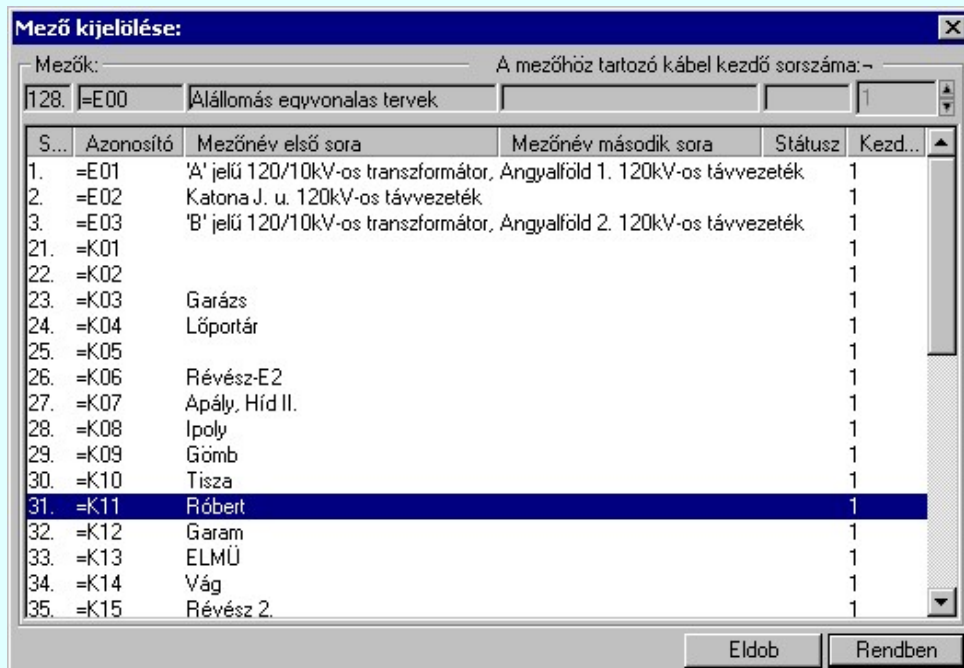 Mező kijelölése:
Mezők: A mezőhöz tartozó kábel kezdő sorszáma:¬
128. =E00 Alállomás egyvonalas tervek 1
S... Azonosító Mezőnév első sora Mezőnév második sora Státusz Kezd...
1. =E01 'A' jelű 120/10kV-os transzformátor, Angyalföld 1. 120kV-os távvezeték 1
2. =E02 Katona J. u. 120kV-os távvezeték 1
3. =E03 'B' jelű 120/10kV-os transzformátor, Angyalföld 2. 120kV-os távvezeték 1
21. =K01 1
22. =K02 1
23. =K03 Garázs 1
24. =K04 Lőportár 1
25. =K05 1
26. =K06 Révész-E2 1
27. =K07 Apály, Híd II. 1
28. =K08 Ipoly 1
29. =K09 Gömb 1
30. =K10 Tisza 1
31. =K11 Róbert 1
32. =K12 Garam 1
33. =K13 ELMÜ 1
34. =K14 Vág 1
35. =K15 Révész 2. 1
Eldob Rendben